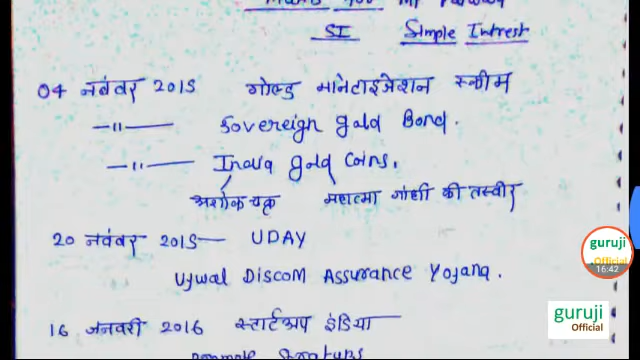 SI Simple Intrest
04 नवंबर 2015 गोल्ड मानेटाइजेशन स्कीम
—"— Sovereign gold Bond.
—"— India gold coins.
अशोक चक्र महात्मा गांधी की तस्वीर
20 नवंबर 2015— UDAY
Ujwal Discom Assurance Yojana.
16 जनवरी 2016 स्टार्टअप इंडिया
guruji
Official
16:42
guruji
Official